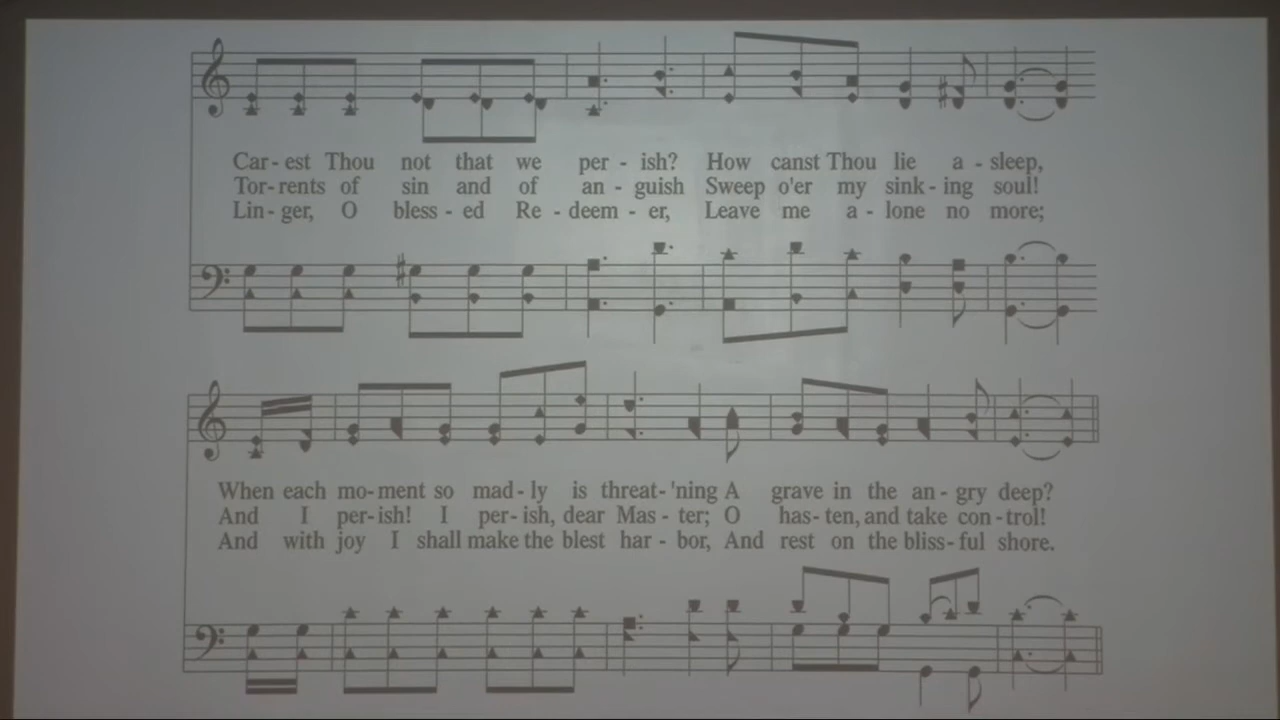 Car - est Thou not that we per - ish? How canst Thou lie a - sleep,
Tor - rents of sin and of an - guish Sweep o'er my sink - ing soul!
Lin - ger, O bless - ed Re - deem - er, Leave me a - lone no more;
When each mo - ment so mad - ly is threat - 'ning A grave in the an - gry deep?
And I per - ish! I per - ish, dear Mas - ter; O has - ten, and take con - trol!
And with joy I shall make the blest har - bor, And rest on the bliss - ful shore.